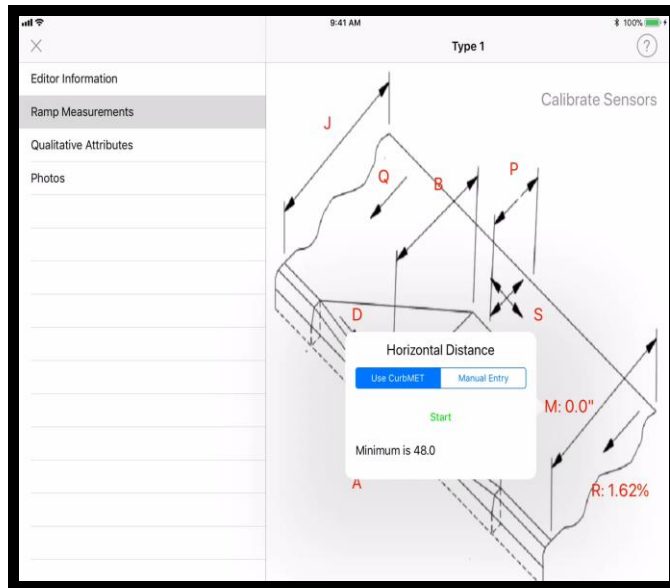 9:41 AM
100%
Type 1
?
Editor Information
Ramp Measurements
Qualitative Attributes
Photos
Calibrate Sensors
J
Q
B
P
D
S
Horizontal Distance
Use CurbMET Manual Entry
Start
Minimum is 48.0
M: 0.0"
A
R: 1.62%